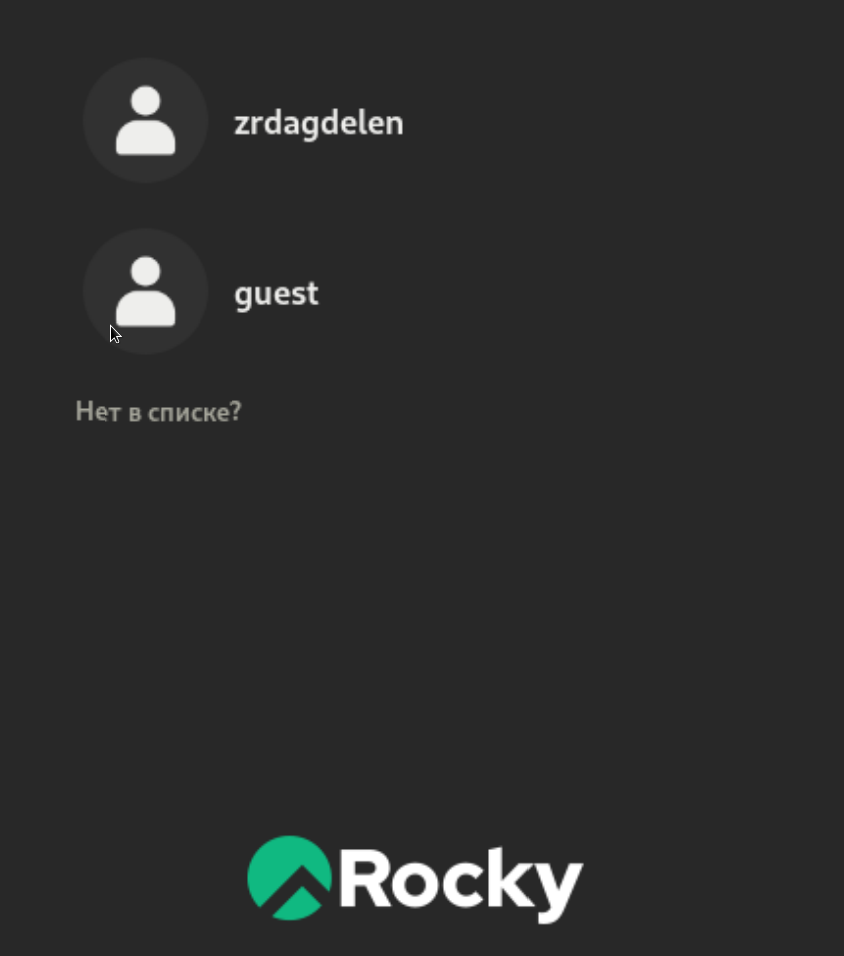 zrdagdelen
guest
Нет в списке?
Rocky